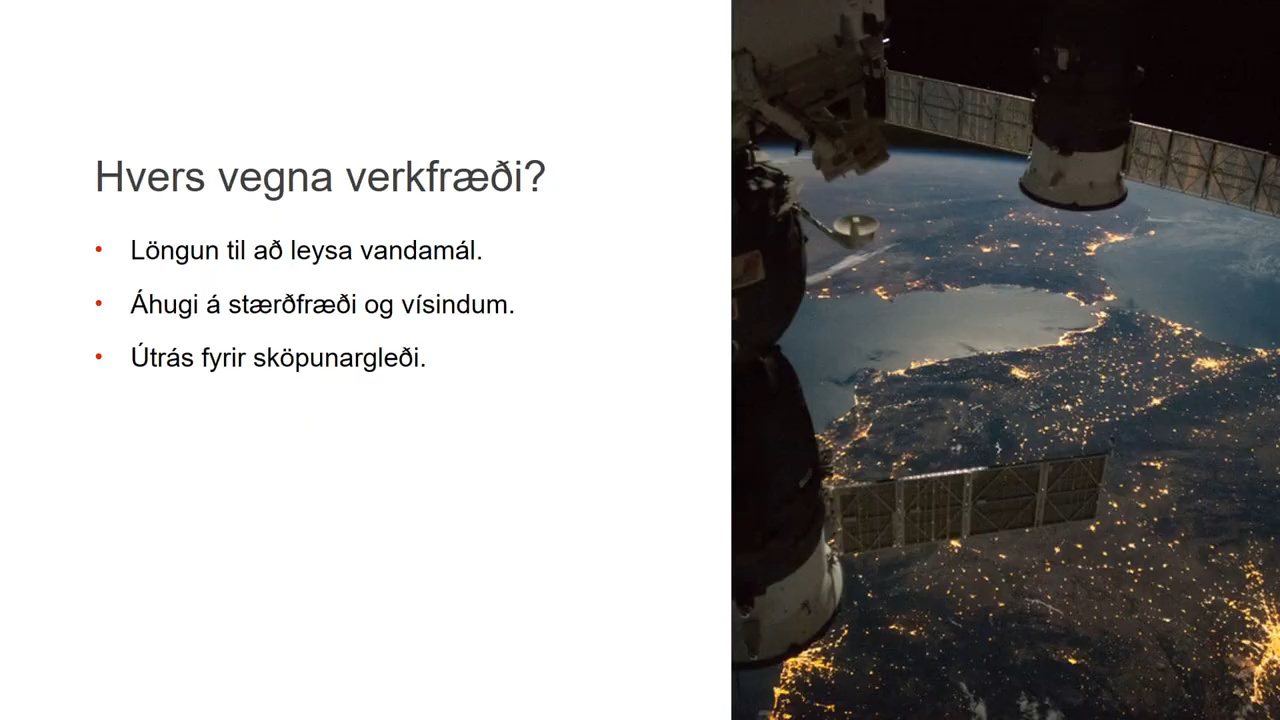 Hvers vegna verkfræði?
• Löngun til að leysa vandamál.
• Áhugi á stærðfræði og vísindum.
• Útrás fyrir sköpunargleði.